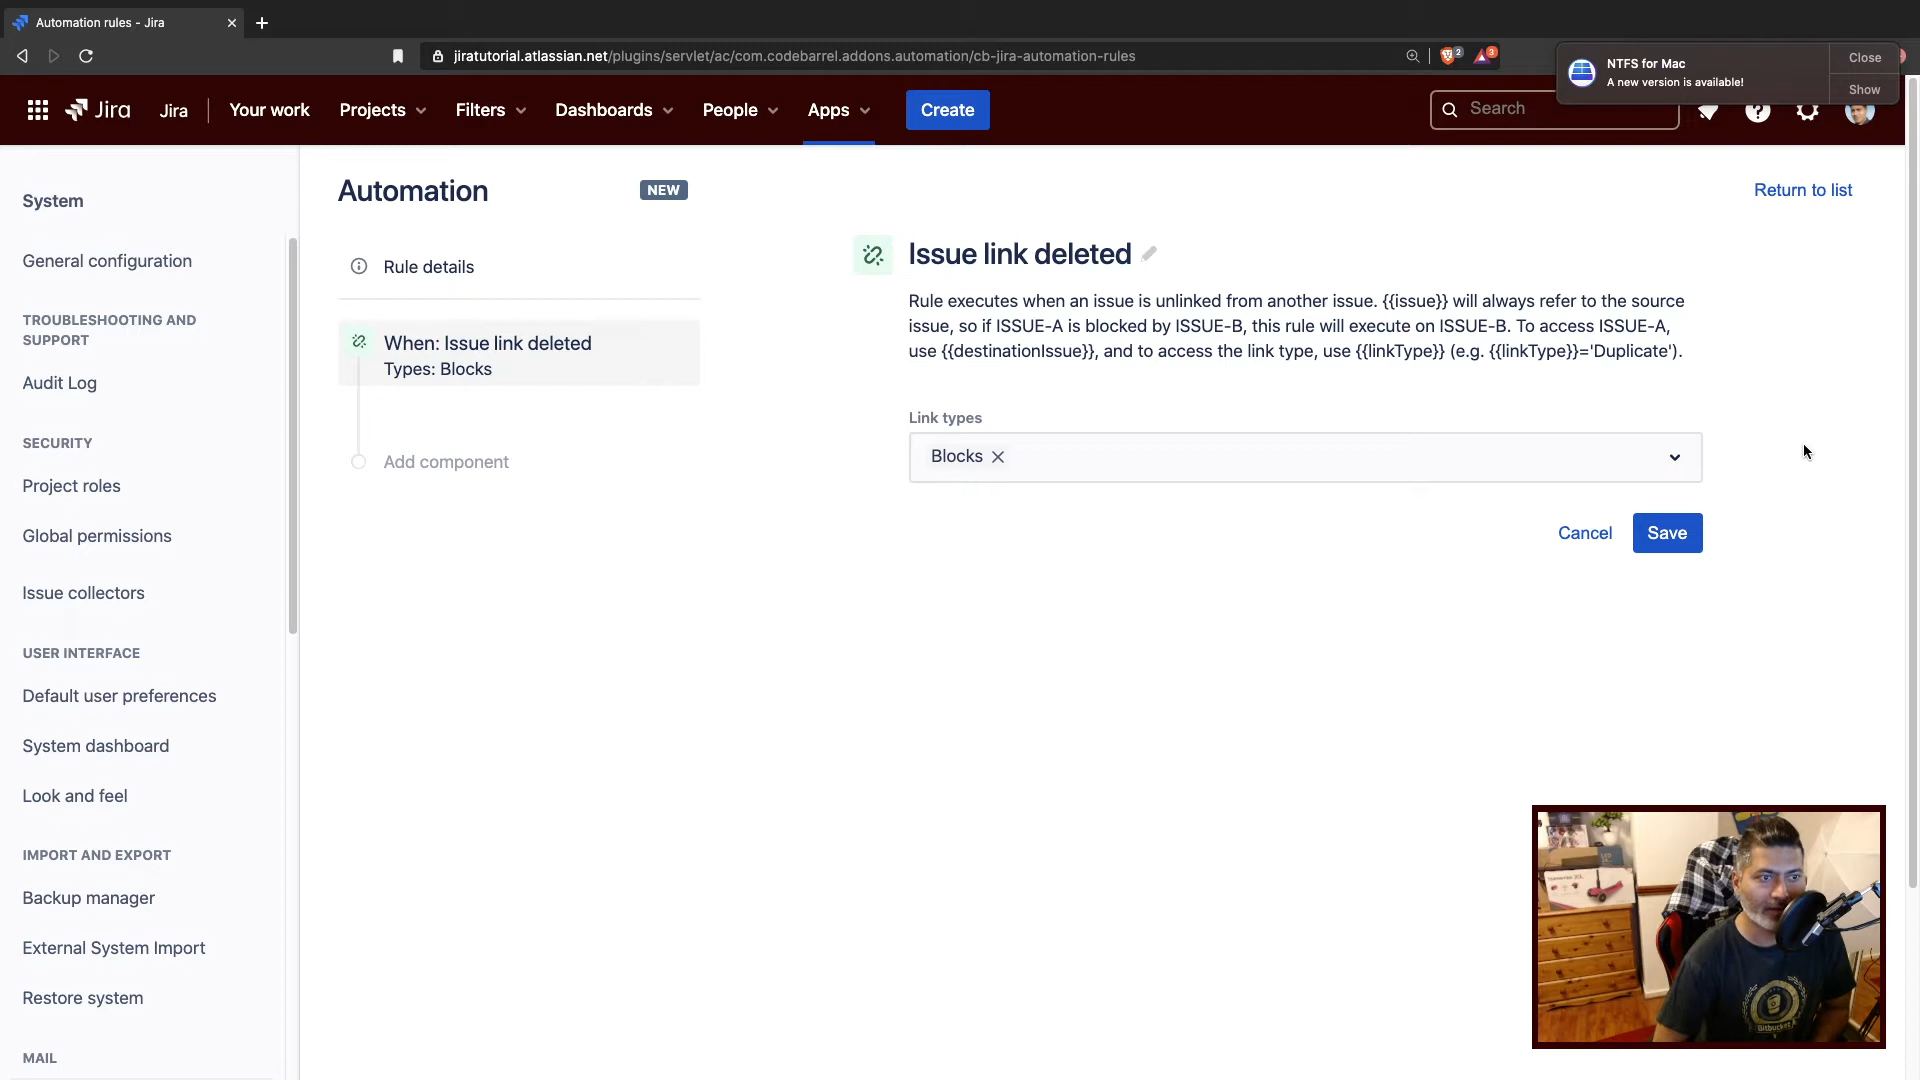 Automation rules - Jira
jiratutorial.atlassian.net/plugins/servlet/ac/com.codebarrel.addons.automation/cb-jira-automation-rules
2
3
NTFS for Mac
A new version is available!
Close
Show
Jira
Jira
Your work
Projects
Filters
Dashboards
People
Apps
Create
Search
System
General configuration
TROUBLESHOOTING AND
SUPPORT
Audit Log
SECURITY
Project roles
Global permissions
Issue collectors
USER INTERFACE
Default user preferences
System dashboard
Look and feel
IMPORT AND EXPORT
Backup manager
External System Import
Restore system
MAIL
Automation
NEW
Return to list
Rule details
When: Issue link deleted
Types: Blocks
Add component
Issue link deleted
Rule executes when an issue is unlinked from another issue. {{issue}} will always refer to the source
issue, so if ISSUE-A is blocked by ISSUE-B, this rule will execute on ISSUE-B. To access ISSUE-A,
use {{destinationIssue}}, and to access the link type, use {{linkType}} (e.g. {{linkType}}='Duplicate').
Link types
Blocks
Cancel
Save
Bitbucket